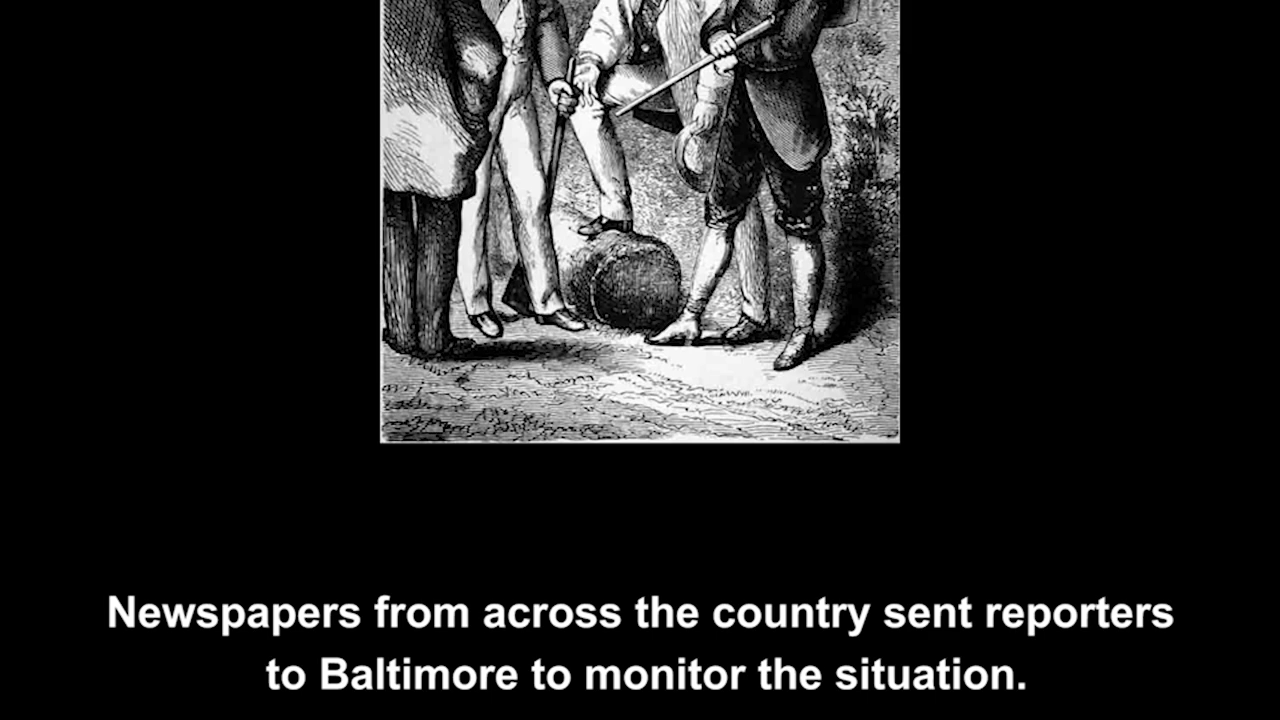 Newspapers from across the country sent reporters
to Baltimore to monitor the situation.